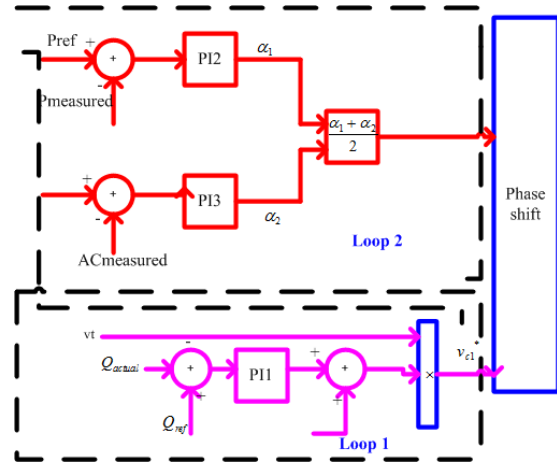 Pref
+
+
-
Pmeasured
PI2
α1
α1 + α2
2
+
+
-
ACmeasured
PI3
α2
Loop 2
Phase
shift
vt
-
Qactual
+
+
Qref
PI1
+
+
+
×
vc1*
Loop 1